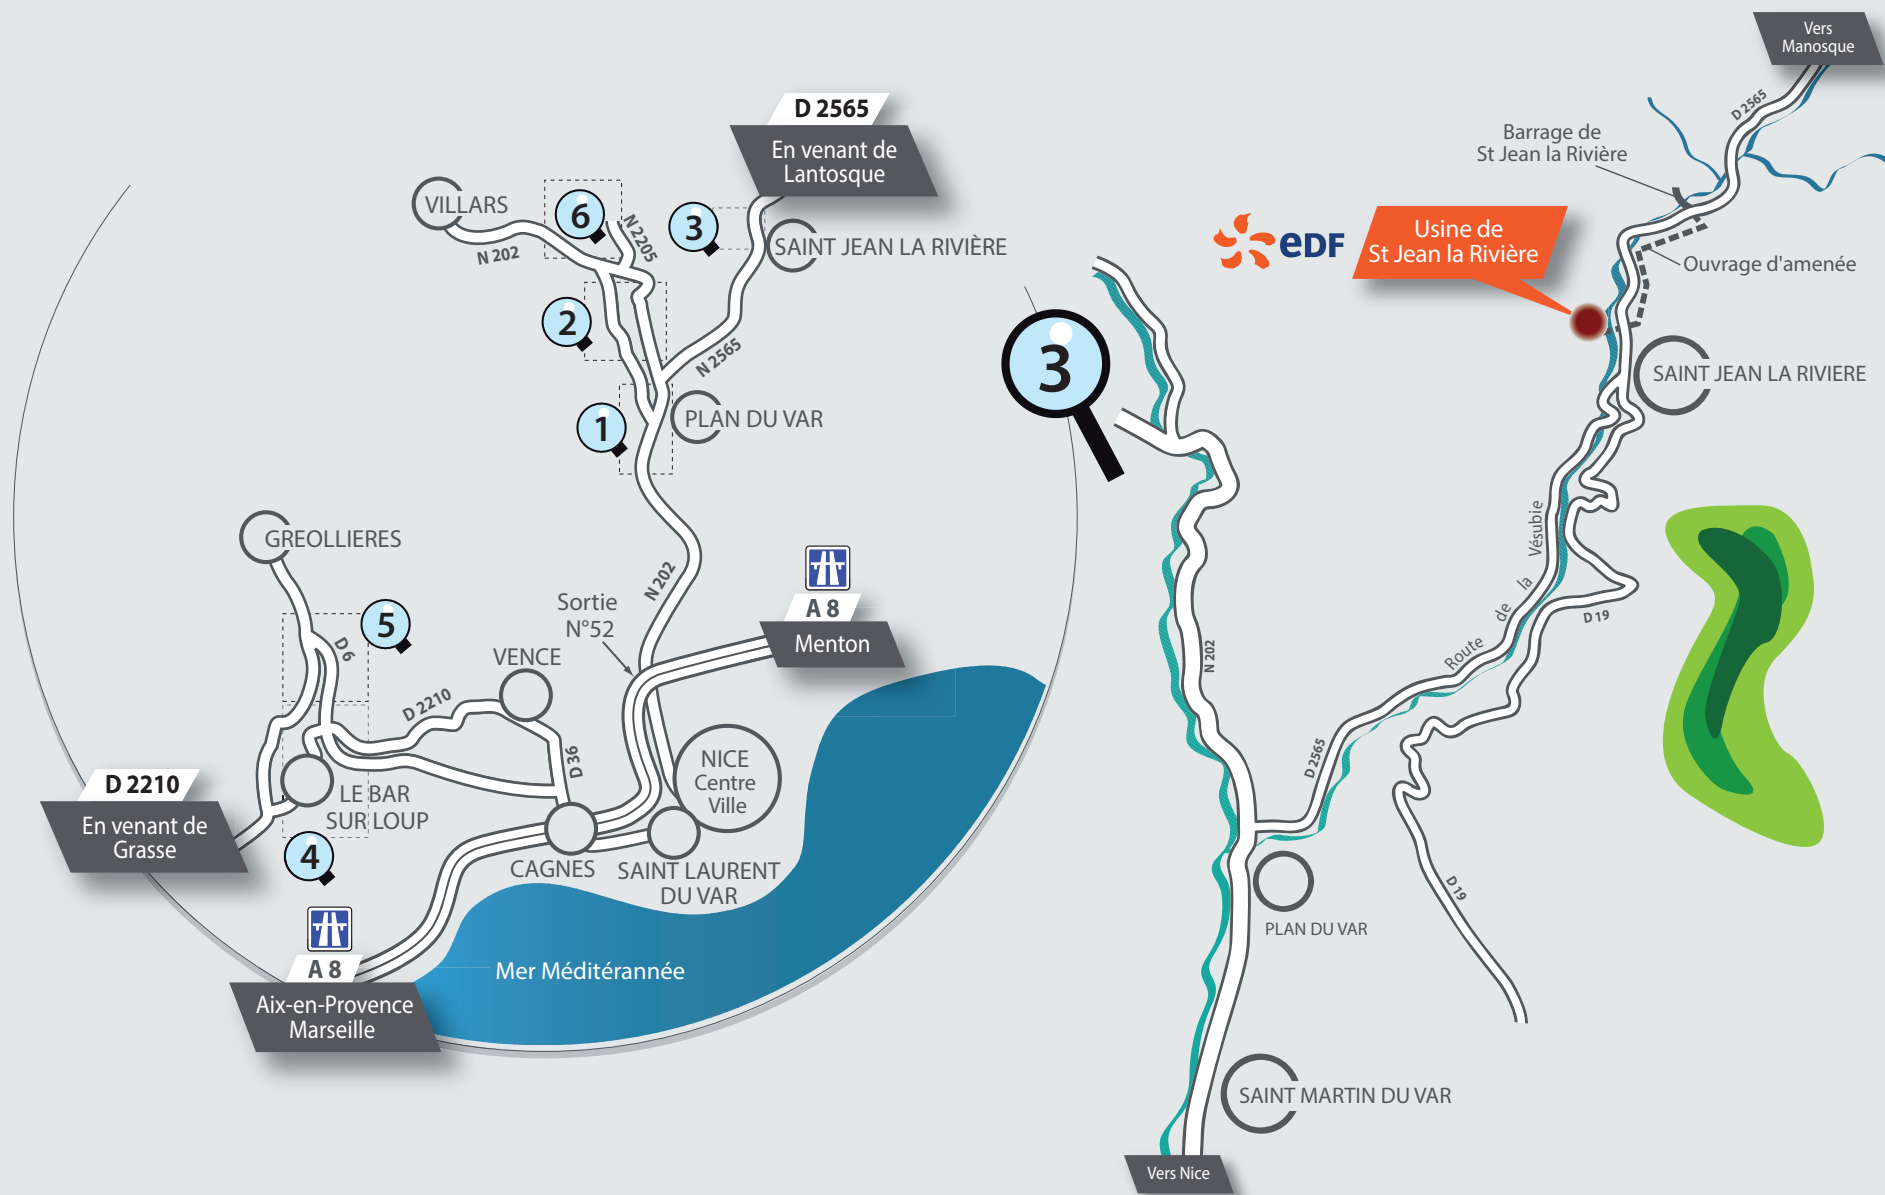 D 2565
En venant de
Lantosque
VILLARS
6
N 2205
3
SAINT JEAN LA RIVIÈRE
N 202
2
N 2565
1
PLAN DU VAR
GREOLLIERES
N 202
A 8
Menton
Sortie
N°52
5
D 6
VENCE
D 2210
D 36
NICE
Centre
Ville
D 2210
En venant de
Grasse
LE BAR
SUR LOUP
4
CAGNES
SAINT LAURENT
DU VAR
A 8
Aix-en-Provence
Marseille
Mer Méditérannée
Vers
Manosque
D 2565
Barrage de
St Jean la Rivière
eDF
Usine de
St Jean la Rivière
Ouvrage d'amenée
3
SAINT JEAN LA RIVIERE
Route de la Vésubie
D 19
N 202
D 2565
D 19
PLAN DU VAR
SAINT MARTIN DU VAR
Vers Nice